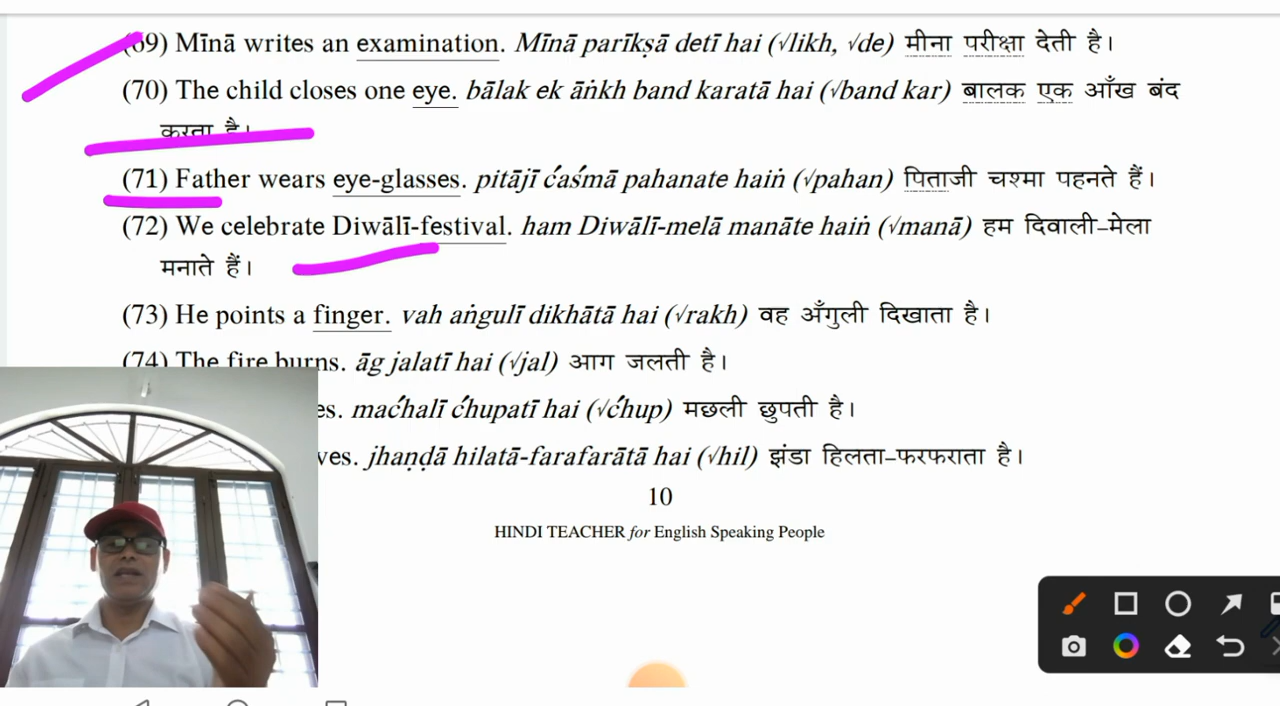 (69) Mīnā writes an examination. Mīnā parīkṣā detī hai (√likh, √de) मीना परीक्षा देती है।
(70) The child closes one eye. bālak ek āṅkh band karatā hai (√band kar) बालक एक आँख बंद
करता है।
(71) Father wears eye-glasses. pitājī ćaśmā pahanate haiṅ (√pahan) पिताजी चश्मा पहनते हैं।
(72) We celebrate Diwālī-festival. ham Diwālī-melā manāte haiṅ (√manā) हम दिवाली-मेला
मनाते हैं।
(73) He points a finger. vah aṅgulī dikhātā hai (√rakh) वह अँगुली दिखाता है।
(74) The fire burns. āg jalatī hai (√jal) आग जलती है।
es. maćhalī ćhupatī hai (√ćhup) मछली छुपती है।
ves. jhaṇḍā hilatā-farafarātā hai (√hil) झंडा हिलता-फरफराता है।
10
HINDI TEACHER for English Speaking People